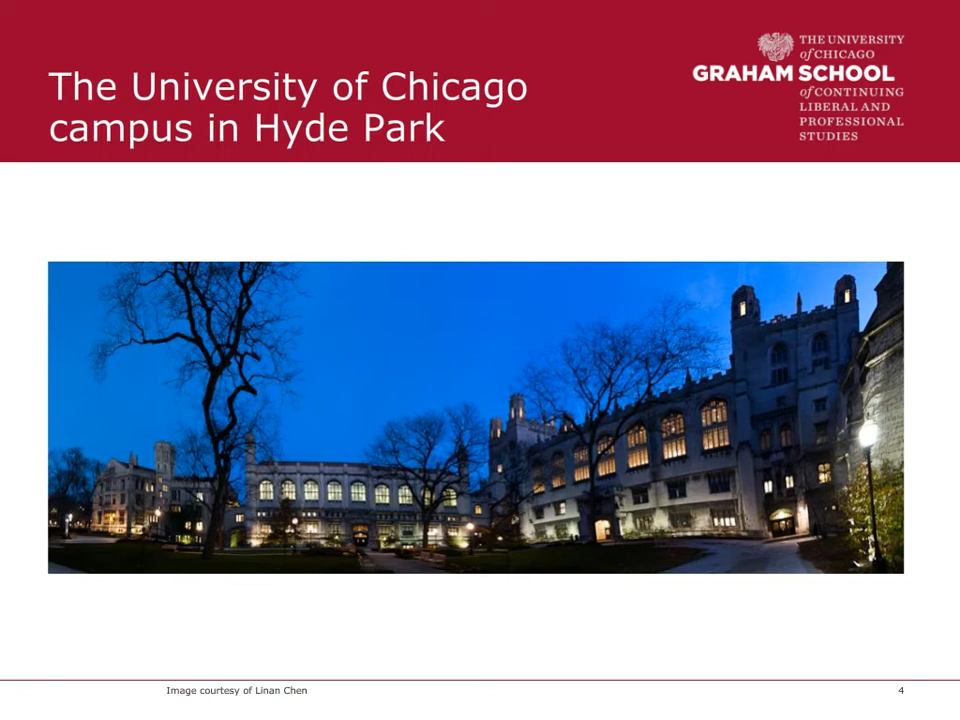 The University of Chicago
campus in Hyde Park
THE UNIVERSITY
of CHICAGO
GRAHAM SCHOOL
of CONTINUING
LIBERAL AND
PROFESSIONAL
STUDIES
Image courtesy of Linan Chen
4